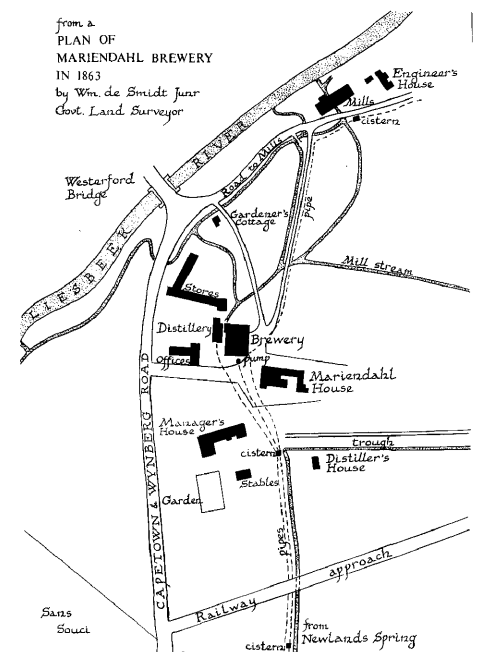 from a
PLAN OF
MARIENDAHL BREWERY
IN 1863
by Wm. de Smidt Junr
Govt. Land Surveyor
Engineer's
House
Mills
cistern
LIESBEEK RIVER
Road to Mills
Westerford
Bridge
Gardener's
Cottage
pipe
Mill stream
Stores
Distillery
Brewery
Offices
pump
Mariendahl
House
CAPETOWN & WYNBERG ROAD
Manager's
House
trough
cistern
Distiller's
House
Stables
Garden
pipes
Railway approach
Sans
Souci
from
Newlands Spring
cistern